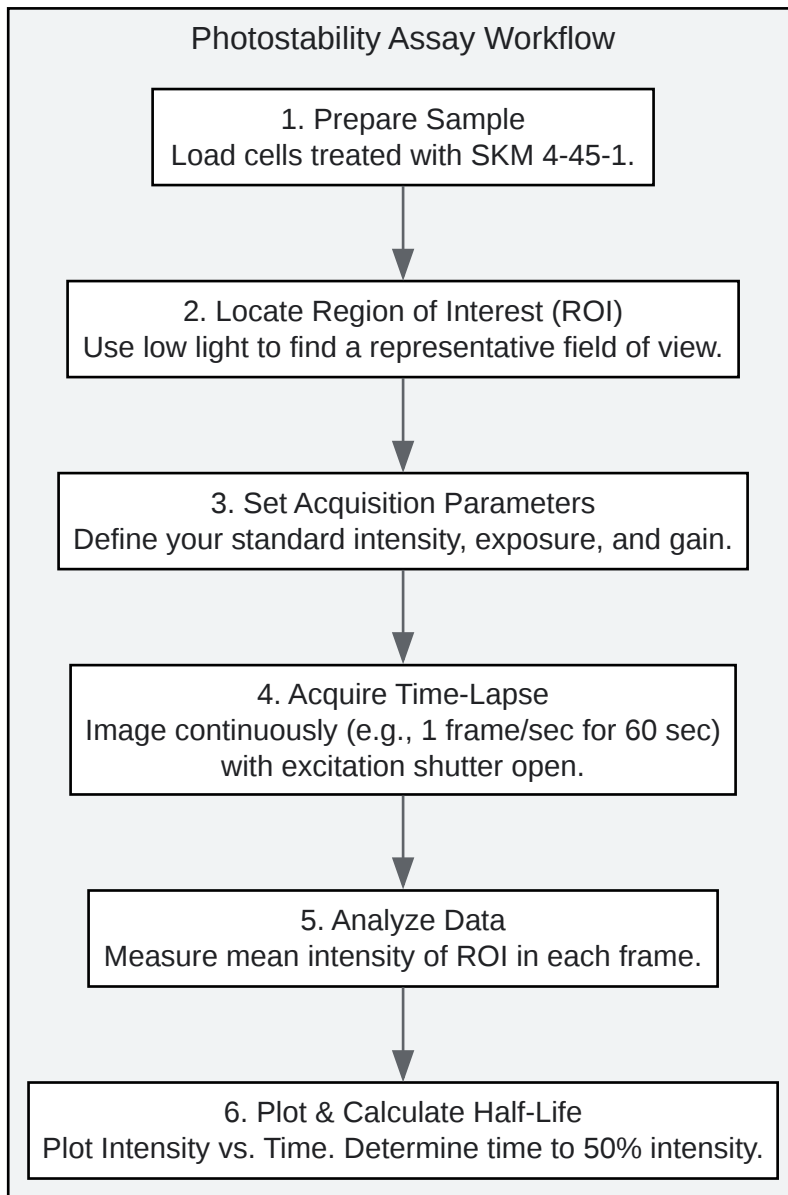 Photostability Assay Workflow
1. Prepare Sample
Load cells treated with SKM 4-45-1.
2. Locate Region of Interest (ROI)
Use low light to find a representative field of view.
3. Set Acquisition Parameters
Define your standard intensity, exposure, and gain.
4. Acquire Time-Lapse
Image continuously (e.g., 1 frame/sec for 60 sec)
with excitation shutter open.
5. Analyze Data
Measure mean intensity of ROI in each frame.
6. Plot & Calculate Half-Life
Plot Intensity vs. Time. Determine time to 50% intensity.